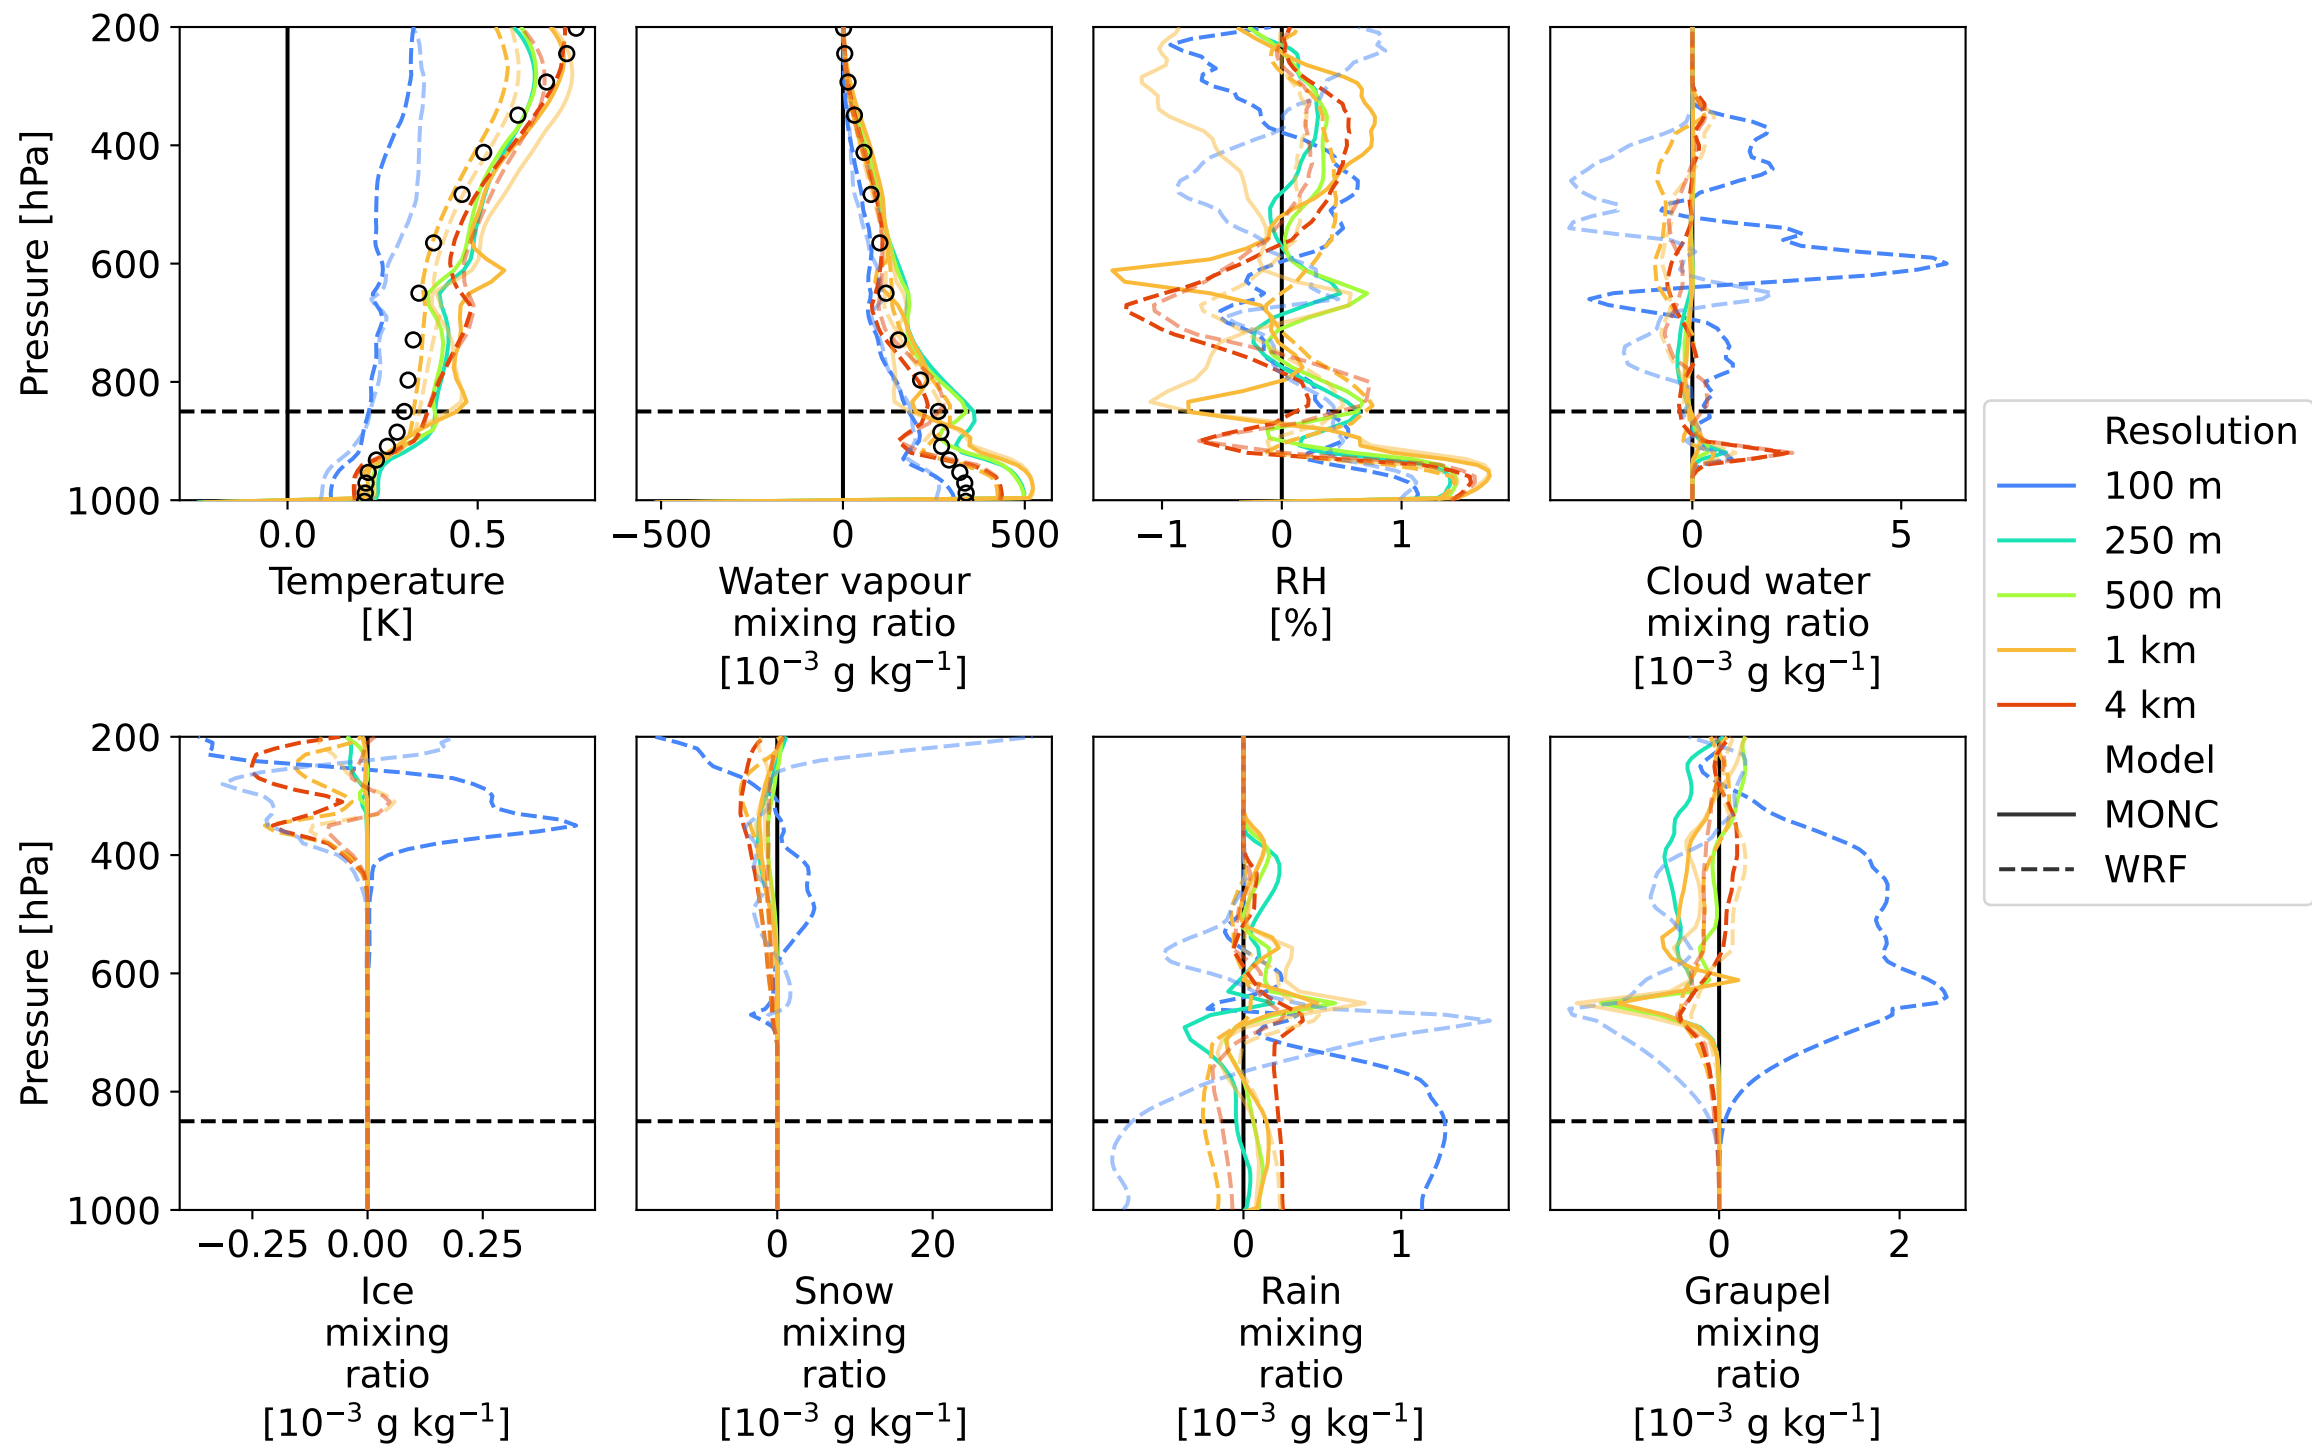 200
400
600
800
1000
Pressure [hPa]
0.0 0.5
Temperature
[K]
−500 0 500
Water vapour
mixing ratio
[10⁻³ g kg⁻¹]
−1 0 1
RH
[%]
0 5
Cloud water
mixing ratio
[10⁻³ g kg⁻¹]
Resolution
100 m
250 m
500 m
1 km
4 km
Model
MONC
WRF
200
400
600
800
1000
Pressure [hPa]
−0.25 0.00 0.25
Ice
mixing
ratio
[10⁻³ g kg⁻¹]
0 20
Snow
mixing
ratio
[10⁻³ g kg⁻¹]
0 1
Rain
mixing
ratio
[10⁻³ g kg⁻¹]
0 2
Graupel
mixing
ratio
[10⁻³ g kg⁻¹]